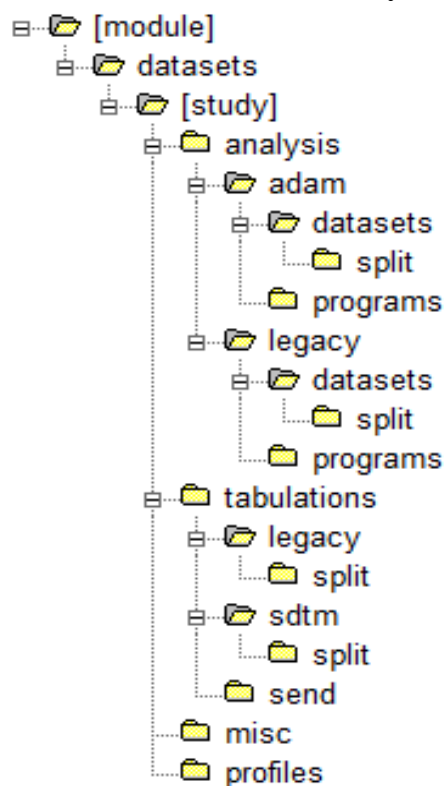 [module]
datasets
[study]
analysis
adam
datasets
split
programs
legacy
datasets
split
programs
tabulations
legacy
split
sdtm
split
send
misc
profiles